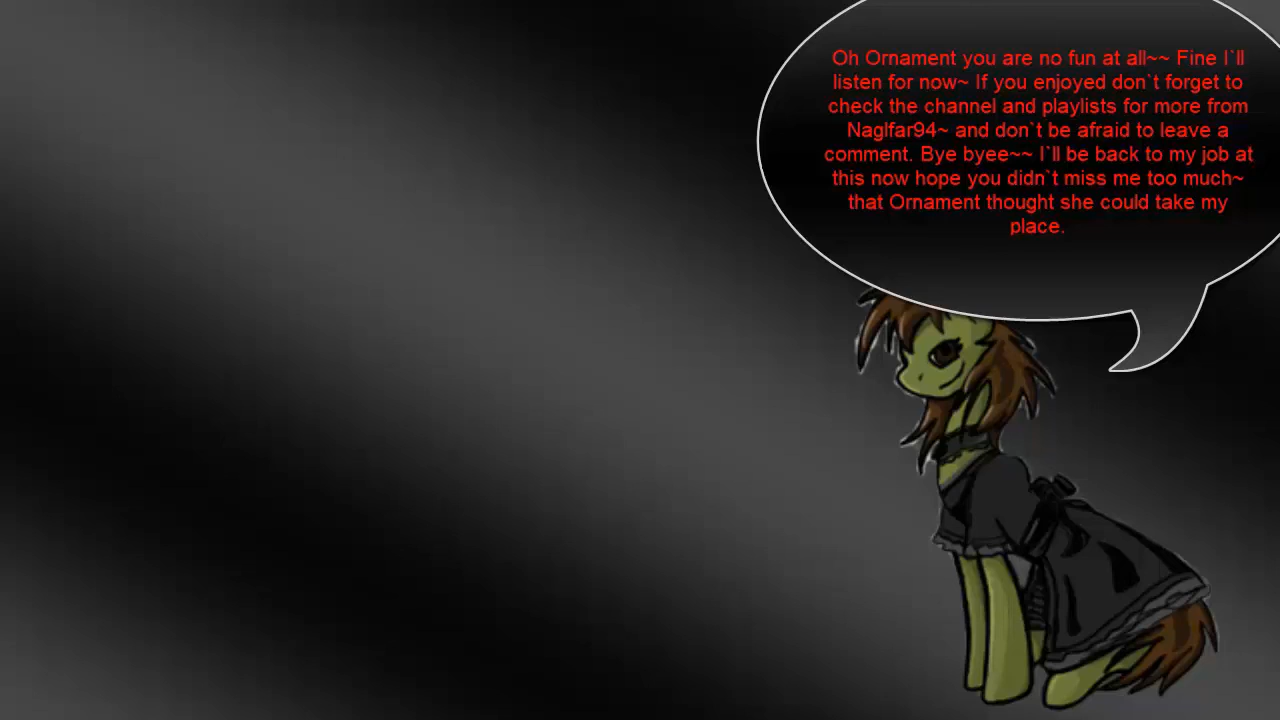 Oh Ornament you are no fun at all~~ Fine I`ll
listen for now~ If you enjoyed don`t forget to
check the channel and playlists for more from
Naglfar94~ and don`t be afraid to leave a
comment. Bye byee~~ I`ll be back to my job at
this now hope you didn`t miss me too much~
that Ornament thought she could take my
place.